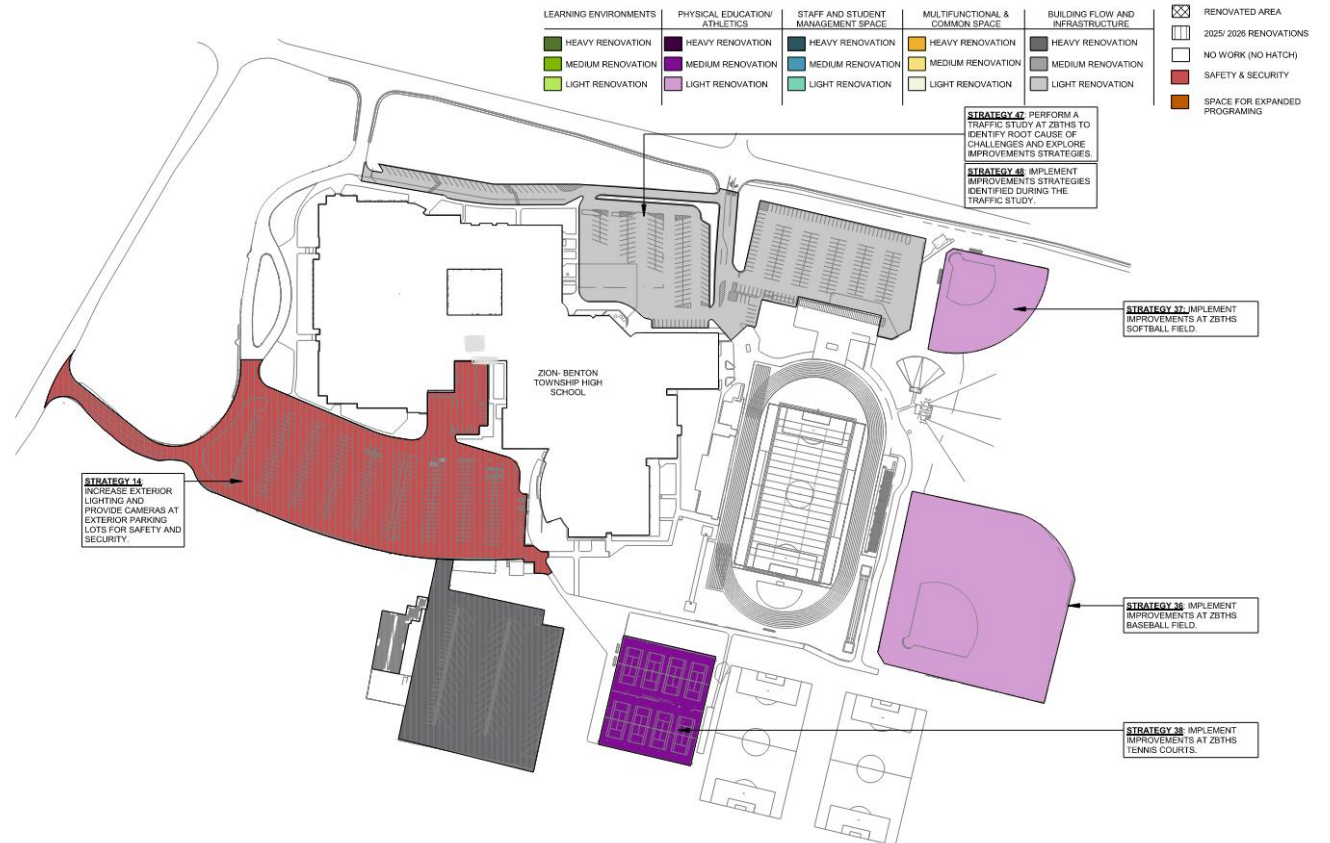 LEARNING ENVIRONMENTS
HEAVY RENOVATION
MEDIUM RENOVATION
LIGHT RENOVATION
PHYSICAL EDUCATION/
ATHLETICS
HEAVY RENOVATION
MEDIUM RENOVATION
LIGHT RENOVATION
STAFF AND STUDENT
MANAGEMENT SPACE
HEAVY RENOVATION
MEDIUM RENOVATION
LIGHT RENOVATION
MULTIFUNCTIONAL &
COMMON SPACE
HEAVY RENOVATION
MEDIUM RENOVATION
LIGHT RENOVATION
BUILDING FLOW AND
INFRASTRUCTURE
HEAVY RENOVATION
MEDIUM RENOVATION
LIGHT RENOVATION
RENOVATED AREA
2025/ 2026 RENOVATIONS
NO WORK (NO HATCH)
SAFETY & SECURITY
SPACE FOR EXPANDED
PROGRAMING
STRATEGY 47: PERFORM A
TRAFFIC STUDY AT ZBTHS TO
IDENTIFY ROOT CAUSE OF
CHALLENGES AND EXPLORE
IMPROVEMENTS STRATEGIES.
STRATEGY 48: IMPLEMENT
IMPROVEMENTS STRATEGIES
IDENTIFIED DURING THE
TRAFFIC STUDY.
STRATEGY 37: IMPLEMENT
IMPROVEMENTS AT ZBTHS
SOFTBALL FIELD.
ZION- BENTON
TOWNSHIP HIGH
SCHOOL
STRATEGY 14:
INCREASE EXTERIOR
LIGHTING AND
PROVIDE CAMERAS AT
EXTERIOR PARKING
LOTS FOR SAFETY AND
SECURITY.
STRATEGY 36: IMPLEMENT
IMPROVEMENTS AT ZBTHS
BASEBALL FIELD.
STRATEGY 38: IMPLEMENT
IMPROVEMENTS AT ZBTHS
TENNIS COURTS.